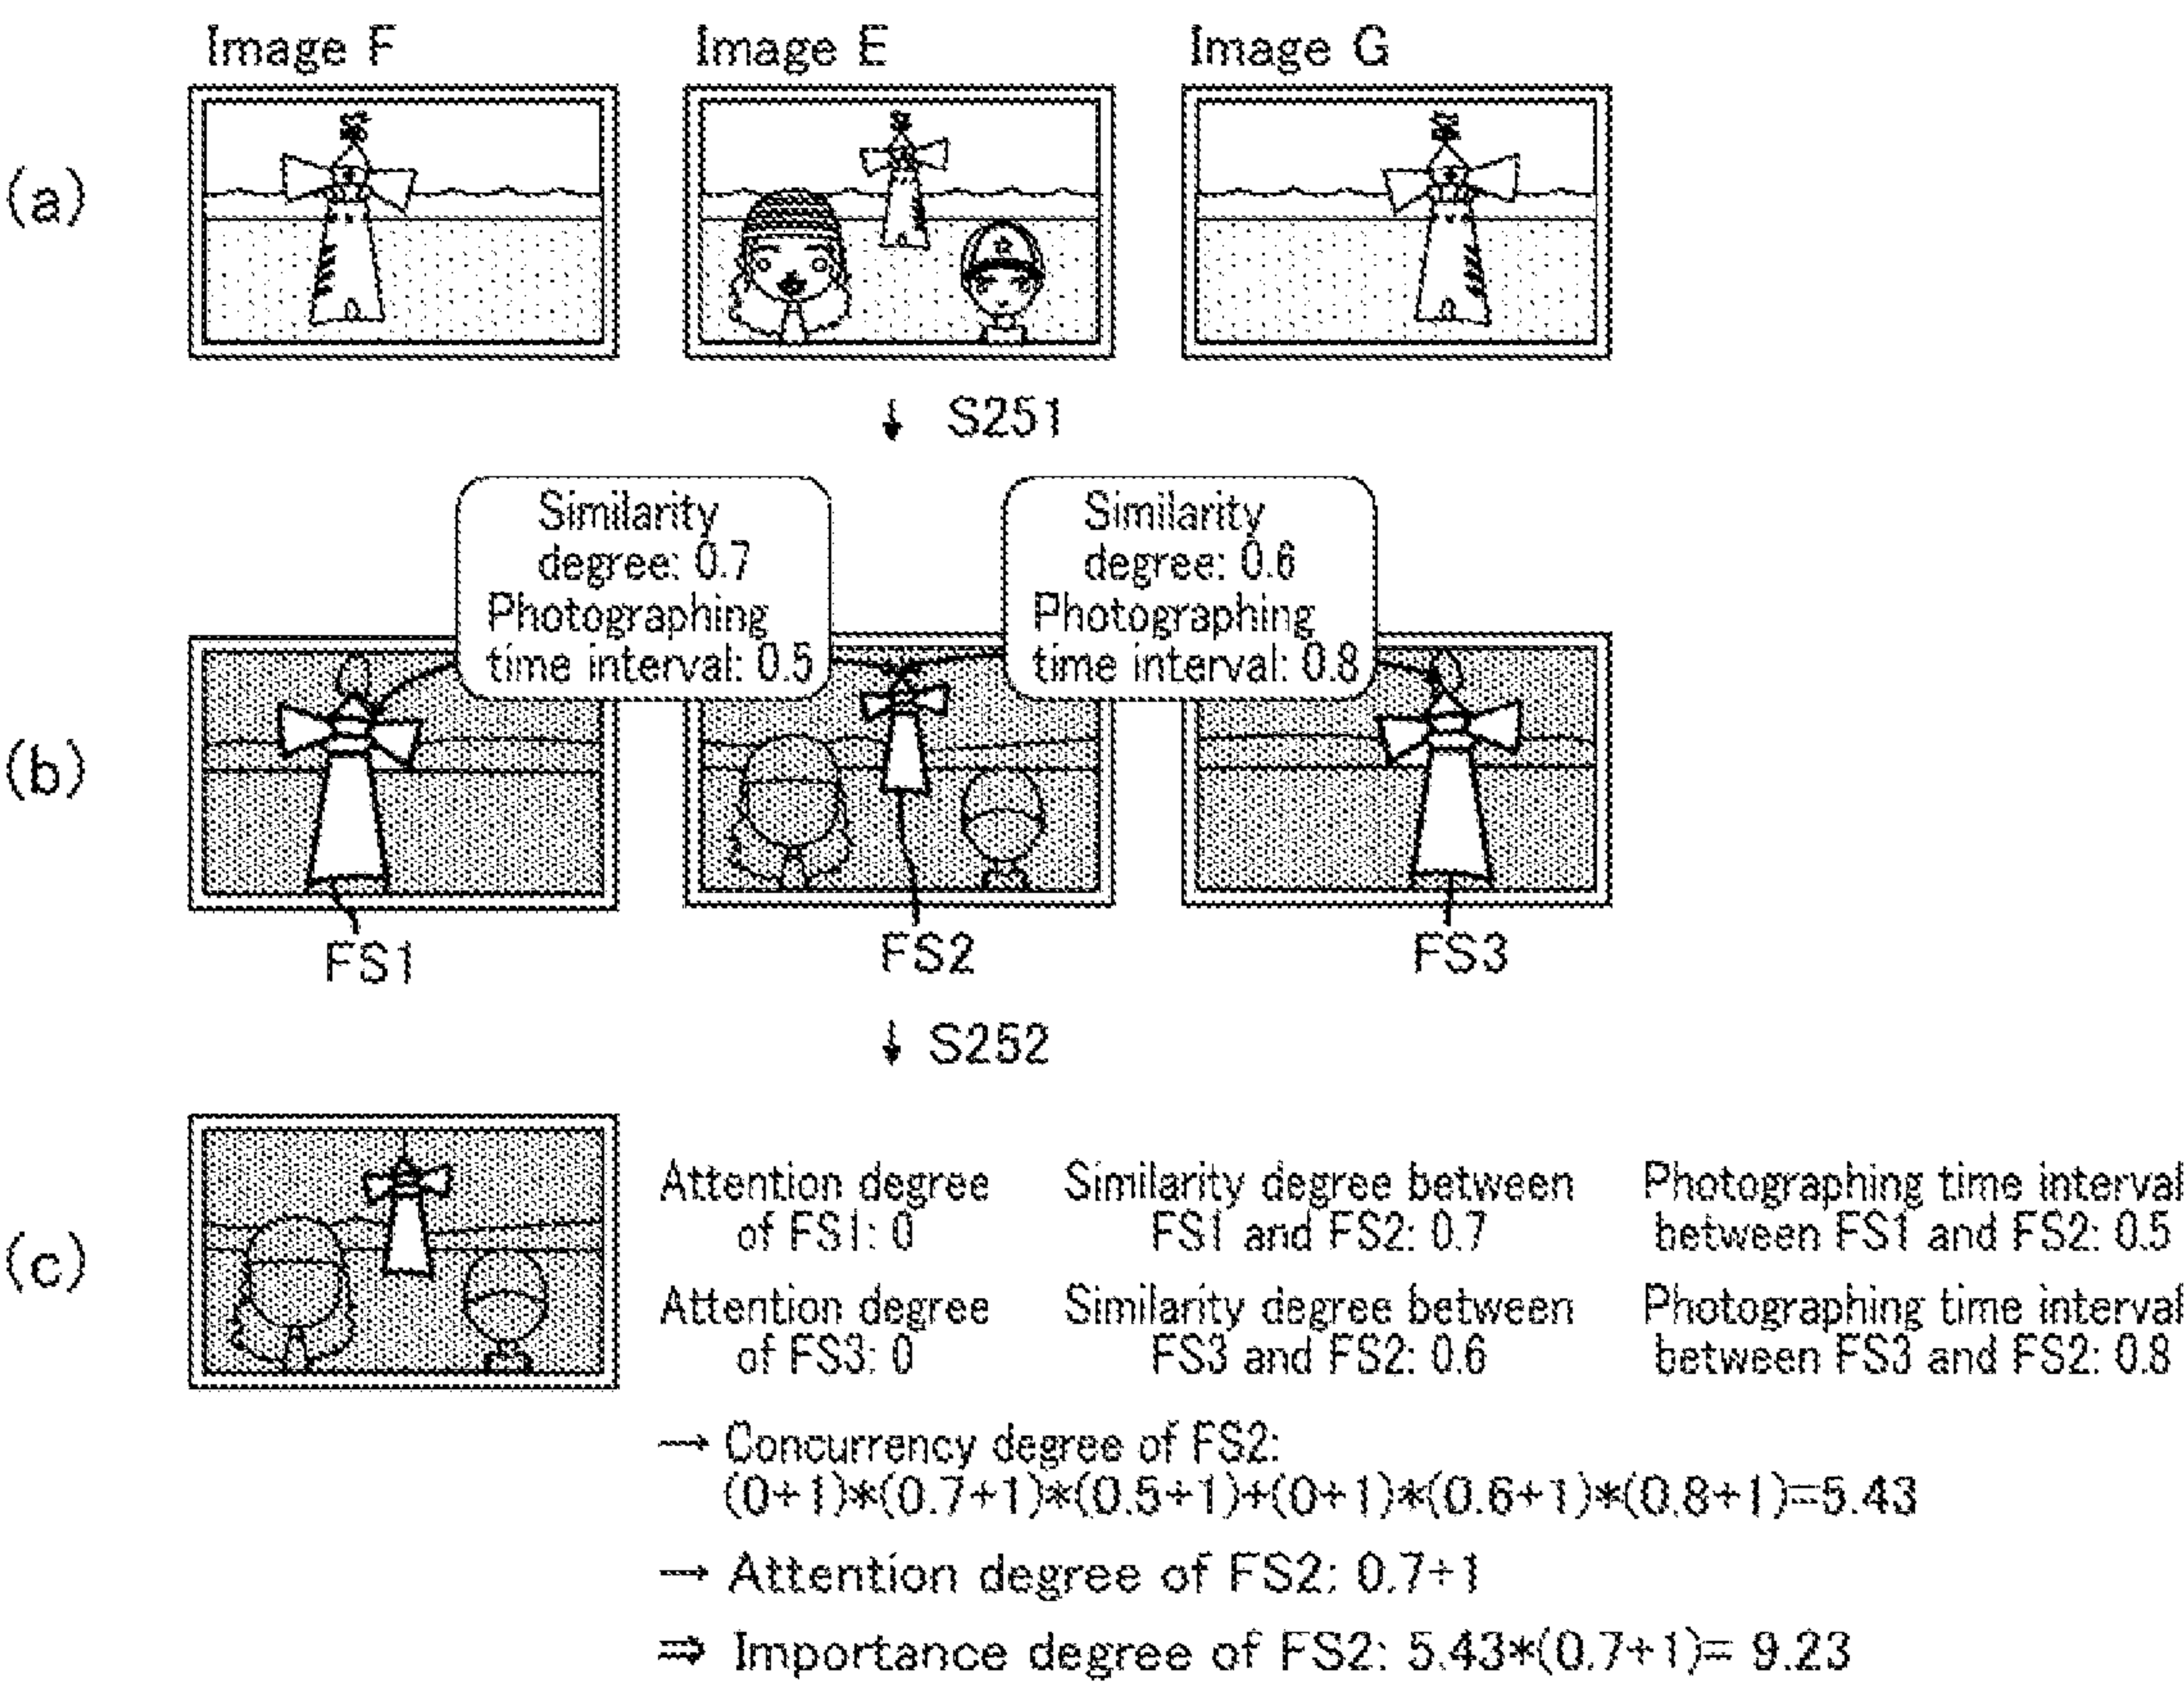 Image F
Image E
Image G
(a)
↓ S251
Similarity
degree: 0.7
Photographing
time interval: 0.5
Similarity
degree: 0.6
Photographing
time interval: 0.8
(b)
FS1
FS2
FS3
↓ S252
(c)
Attention degree
of FS1: 0
Similarity degree between
FS1 and FS2: 0.7
Photographing time interval
between FS1 and FS2: 0.5
Attention degree
of FS3: 0
Similarity degree between
FS3 and FS2: 0.6
Photographing time interval
between FS3 and FS2: 0.8
→ Concurrency degree of FS2:
(0+1)*(0.7+1)*(0.5+1)+(0+1)*(0.6+1)*(0.8+1)=5.43
→ Attention degree of FS2: 0.7+1
⇒ Importance degree of FS2: 5.43*(0.7+1)= 9.23